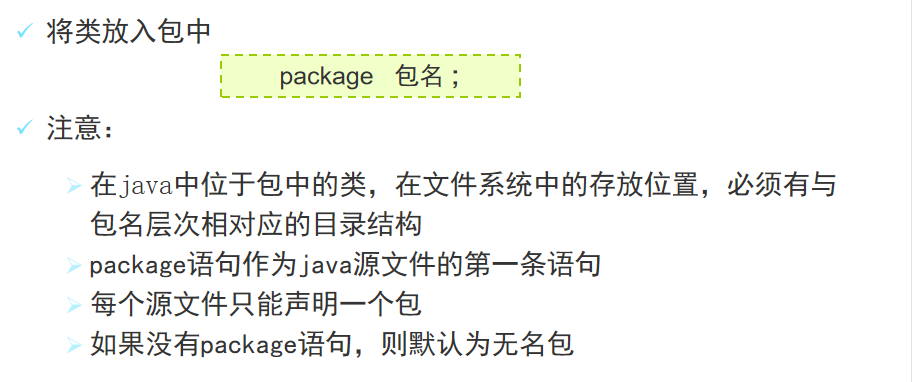 将类放入包中
package 包名；
注意：
在java中位于包中的类，在文件系统中的存放位置，必须有与
包名层次相对应的目录结构
package语句作为java源文件的第一条语句
每个源文件只能声明一个包
如果没有package语句，则默认为无名包